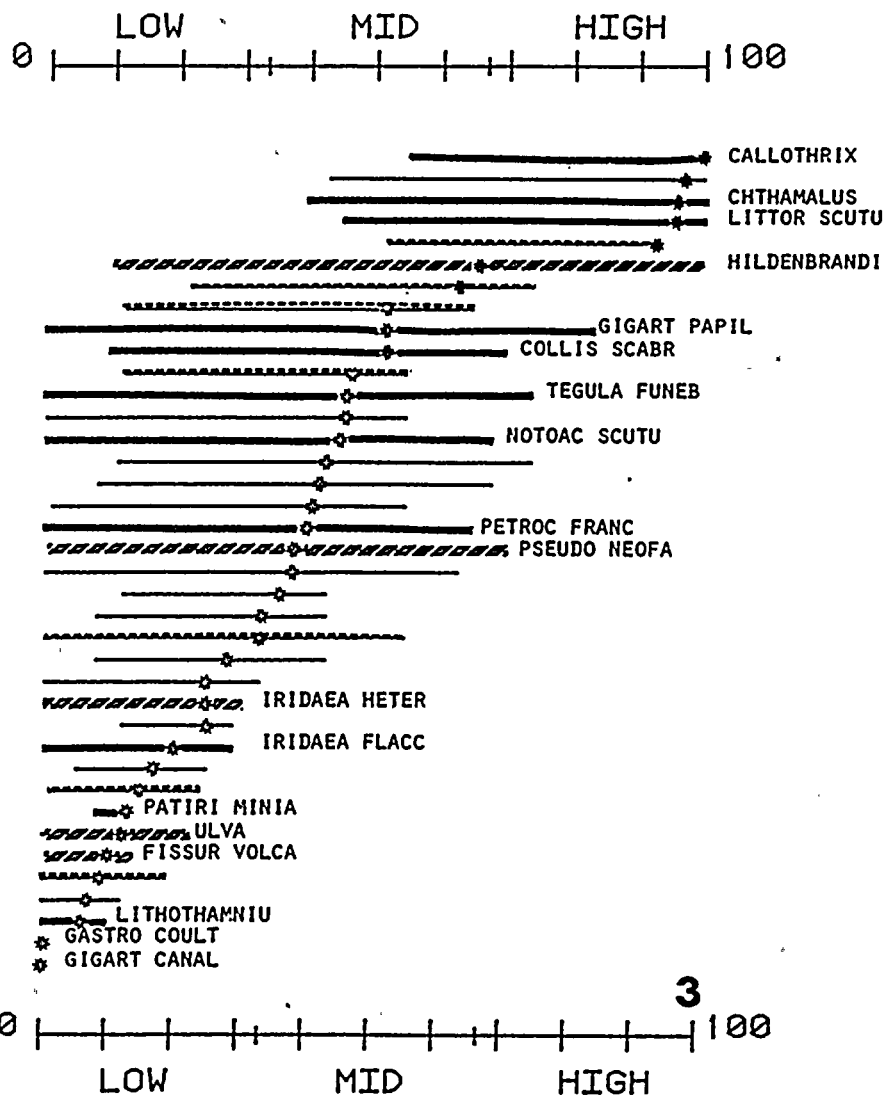 LOW MID HIGH
0 100
CALLOTHRIX
CHTHAMALUS
LITTOR SCUTU
HILDENBRANDI
GIGART PAPIL
COLLIS SCABR
TEGULA FUNEB
NOTOAC SCUTU
PETROC FRANC
PSEUDO NEOFA
IRIDAEA HETER
IRIDAEA FLACC
PATIRI MINIA
ULVA
FISSUR VOLCA
LITHOTHAMNIU
GASTRO COULT
GIGART CANAL
3
0 100
LOW MID HIGH